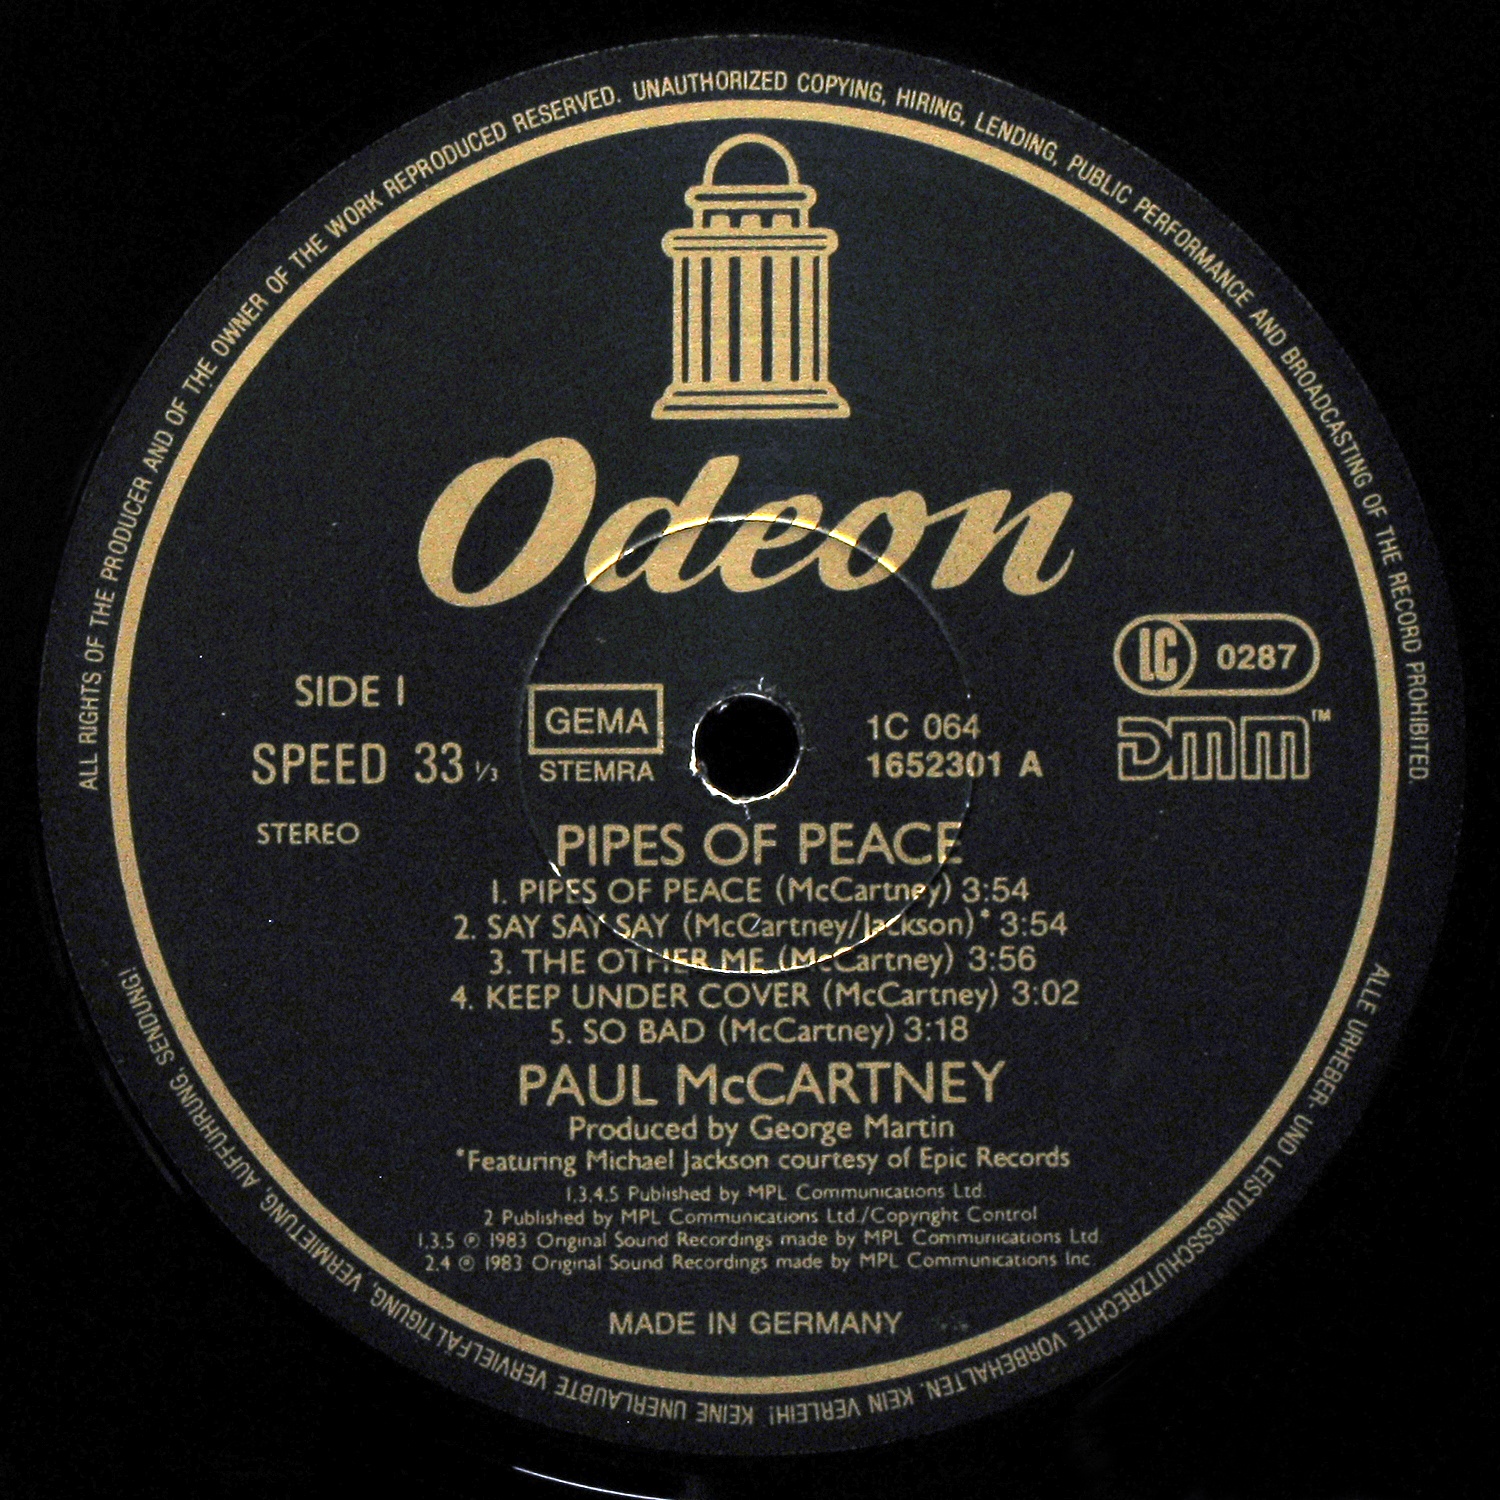 ALL RIGHTS OF THE PRODUCER AND OF THE OWNER OF THE WORK REPRODUCED RESERVED. UNAUTHORIZED COPYING, HIRING, LENDING, PUBLIC PERFORMANCE AND BROADCASTING OF THE RECORD PROHIBITED.
Odeon
LC 0287
SIDE 1
GEMA
STEMRA
1C 064
1652301 A
DMM™
SPEED 33 ⅓
STEREO
PIPES OF PEACE
1. PIPES OF PEACE (McCartney) 3:54
2. SAY SAY SAY (McCartney/Jackson)* 3:54
3. THE OTHER ME (McCartney) 3:56
4. KEEP UNDER COVER (McCartney) 3:02
5. SO BAD (McCartney) 3:18
PAUL McCARTNEY
Produced by George Martin
*Featuring Michael Jackson courtesy of Epic Records
1.3.4.5 Published by MPL Communications Ltd.
2 Published by MPL Communications Ltd./Copyright Control
1.3.5 ℗ 1983 Original Sound Recordings made by MPL Communications Ltd.
2.4 ℗ 1983 Original Sound Recordings made by MPL Communications Inc
MADE IN GERMANY
ALLE URHEBER- UND LEISTUNGSSCHUTZRECHTE VORBEHALTEN. KEIN VERLEIH! KEINE UNERLAUBTE VERVIELFÄLTIGUNG, VERMIETUNG, AUFFÜHRUNG, SENDUNG!